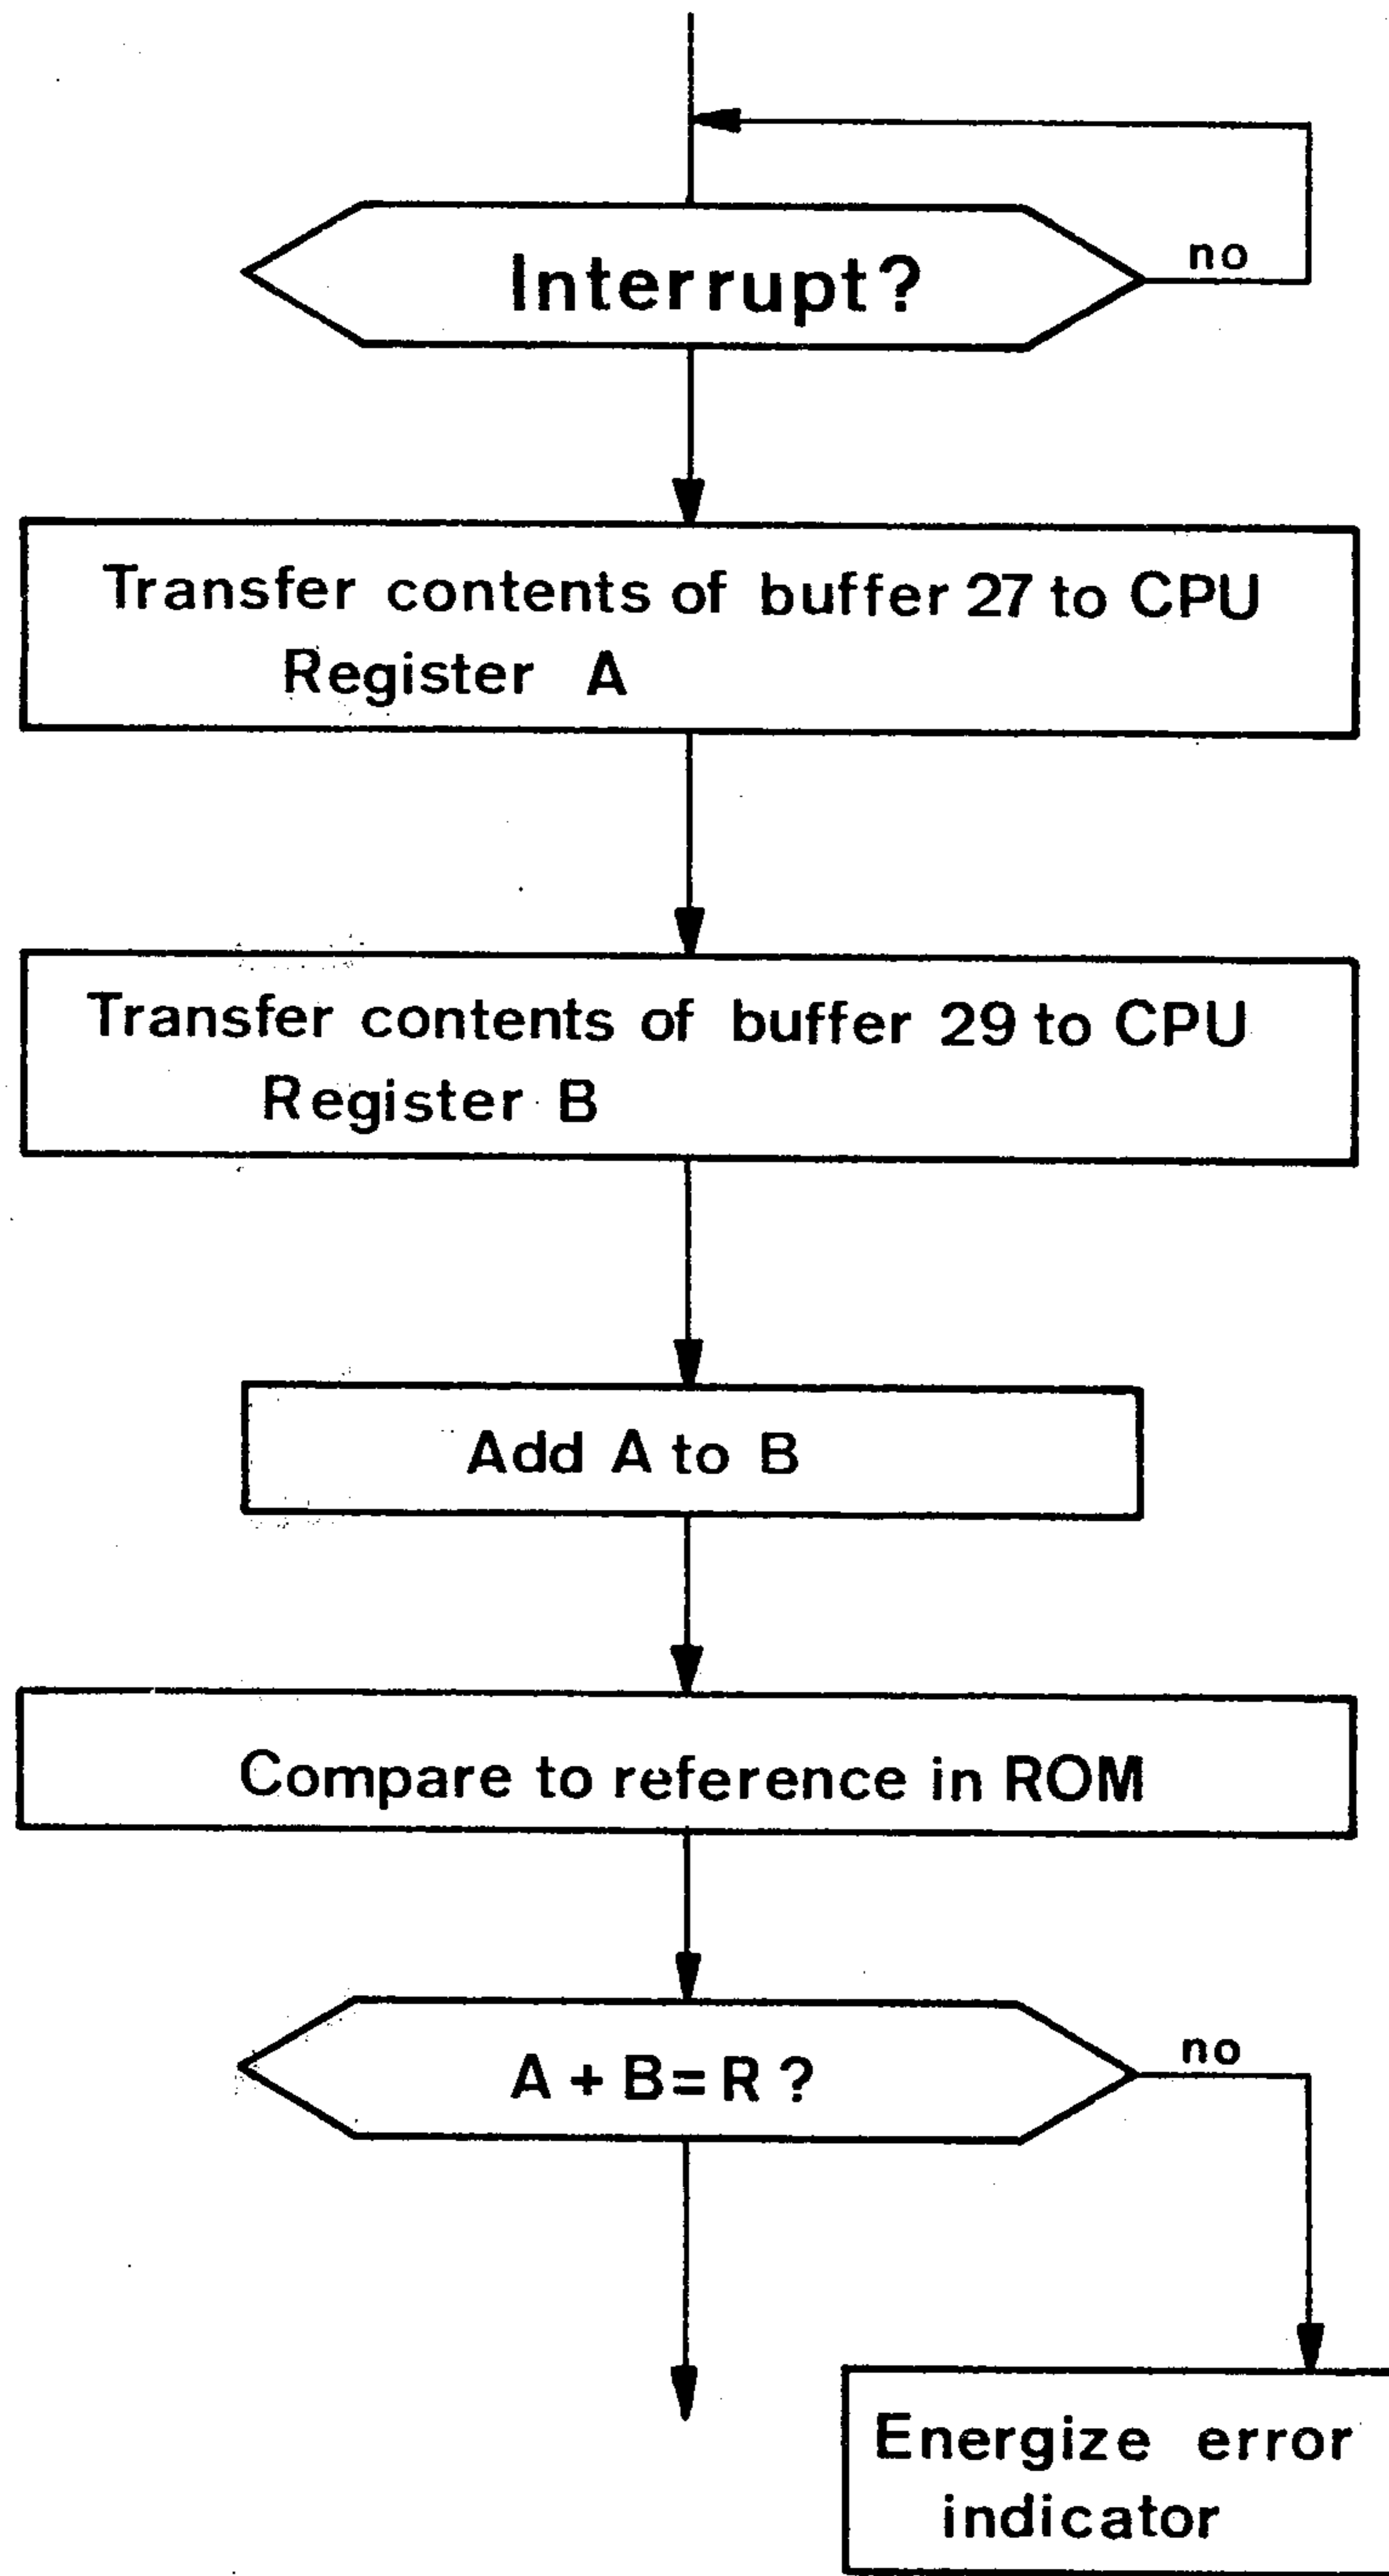 Interrupt?
no
Transfer contents of buffer 27 to CPU
Register A
Transfer contents of buffer 29 to CPU
Register B
Add A to B
Compare to reference in ROM
A + B = R ?
no
Energize error
indicator